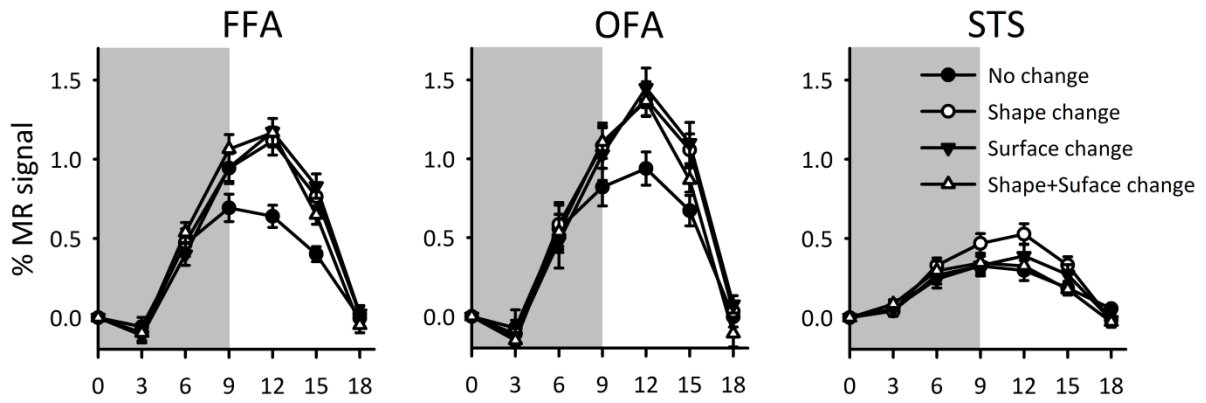 FFA OFA STS
% MR signal
1.5 1.5 1.5
1.0 1.0 1.0
0.5 0.5 0.5
0.0 0.0 0.0
No change
Shape change
Surface change
Shape+Suface change
0 3 6 9 12 15 18 0 3 6 9 12 15 18 0 3 6 9 12 15 18